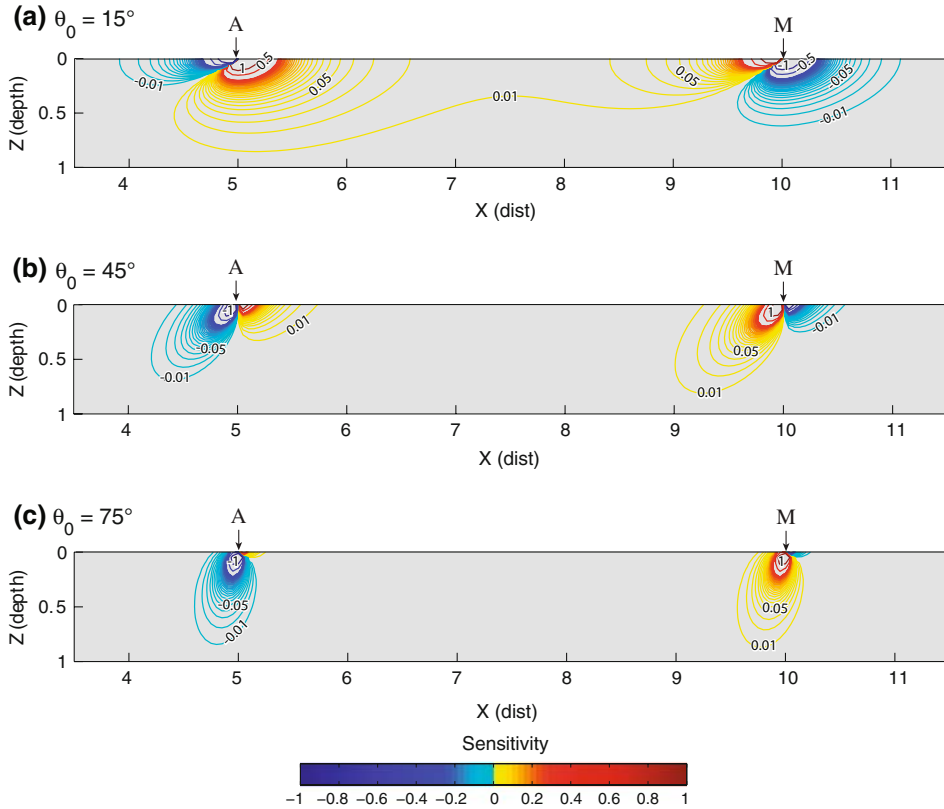 (a) θ0 = 15°
A
M
0
0.5
1
Z (depth)
-0.01
1
-0.5
0.05
0.01
0.05
-1
-0.5
-0.05
-0.01
4 5 6 7 8 9 10 11
X (dist)
(b) θ0 = 45°
A
M
0
0.5
1
Z (depth)
-1
0.01
-0.05
-0.01
1
-0.01
0.05
0.01
4 5 6 7 8 9 10 11
X (dist)
(c) θ0 = 75°
A
M
0
0.5
1
Z (depth)
-1
-0.05
-0.01
1
0.05
0.01
4 5 6 7 8 9 10 11
X (dist)
Sensitivity
−1 −0.8 −0.6 −0.4 −0.2 0 0.2 0.4 0.6 0.8 1